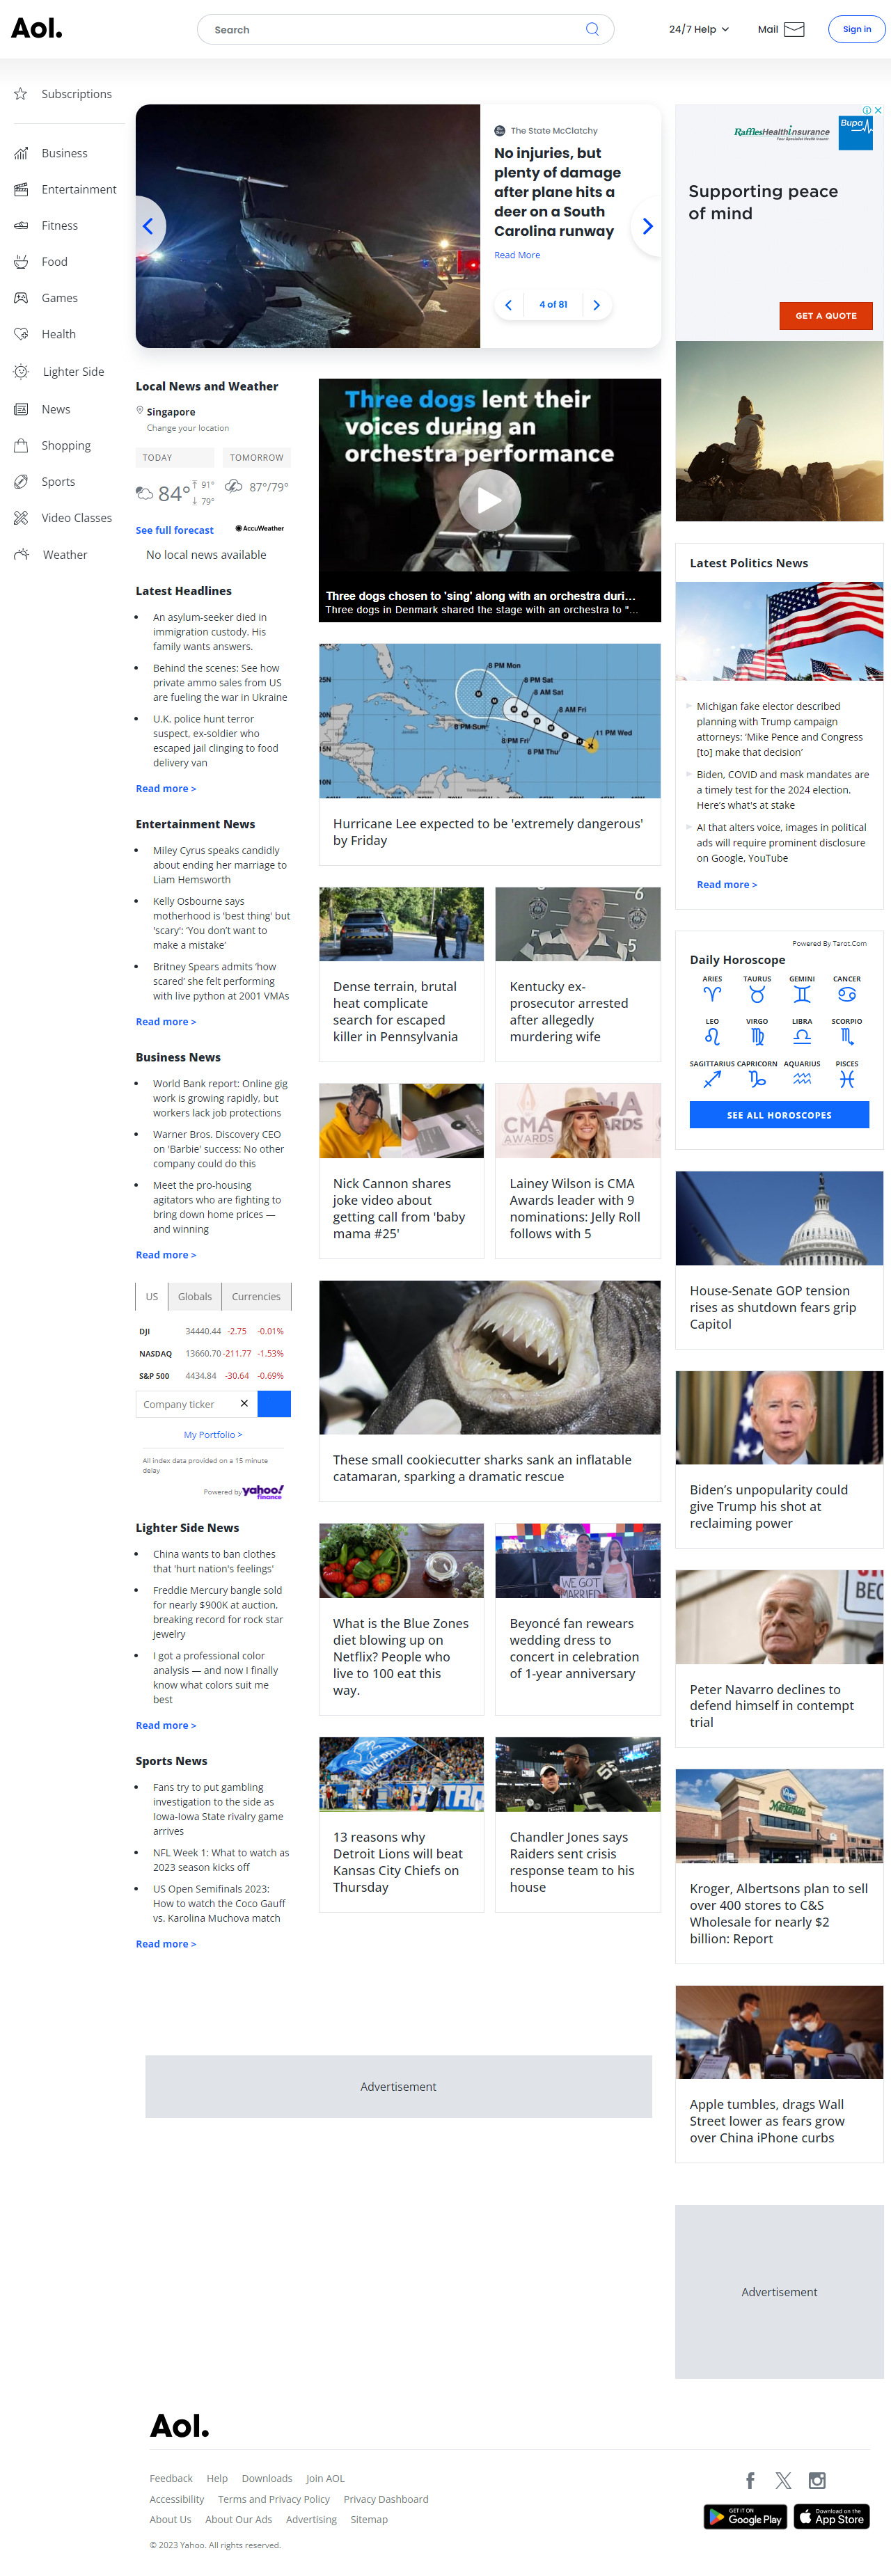 Aol.
Search
24/7 Help
Mail
Sign in
Subscriptions
Business
Entertainment
Fitness
Food
Games
Health
Lighter Side
News
Shopping
Sports
Video Classes
Weather
The State McClatchy
No injuries, but
plenty of damage
after plane hits a
deer on a South
Carolina runway
Read More
4 of 81
RafflesHealthinsurance
Your Specialist Health Insurer
Bupa
Supporting peace
of mind
GET A QUOTE
Local News and Weather
Singapore
Change your location
TODAY
TOMORROW
84°
91°
79°
87°/79°
See full forecast
AccuWeather
No local news available
Latest Headlines
An asylum-seeker died in
immigration custody. His
family wants answers.
Behind the scenes: See how
private ammo sales from US
are fueling the war in Ukraine
U.K. police hunt terror
suspect, ex-soldier who
escaped jail clinging to food
delivery van
Read more >
Entertainment News
Miley Cyrus speaks candidly
about ending her marriage to
Liam Hemsworth
Kelly Osbourne says
motherhood is 'best thing' but
'scary': 'You don't want to
make a mistake'
Britney Spears admits 'how
scared' she felt performing
with live python at 2001 VMAs
Read more >
Business News
World Bank report: Online gig
work is growing rapidly, but
workers lack job protections
Warner Bros. Discovery CEO
on 'Barbie' success: No other
company could do this
Meet the pro-housing
agitators who are fighting to
bring down home prices —
and winning
Read more >
US Globals Currencies
DJI 34440.44 -2.75 -0.01%
NASDAQ 13660.70 -211.77 -1.53%
S&P 500 4434.84 -30.64 -0.69%
Company ticker
My Portfolio >
All index data provided on a 15 minute
delay
Powered by yahoo!
finance
Lighter Side News
China wants to ban clothes
that 'hurt nation's feelings'
Freddie Mercury bangle sold
for nearly $900K at auction,
breaking record for rock star
jewelry
I got a professional color
analysis — and now I finally
know what colors suit me
best
Read more >
Sports News
Fans try to put gambling
investigation to the side as
Iowa-Iowa State rivalry game
arrives
NFL Week 1: What to watch as
2023 season kicks off
US Open Semifinals 2023:
How to watch the Coco Gauff
vs. Karolina Muchova match
Read more >
Three dogs lent their
voices during an
orchestra performance
Three dogs chosen to 'sing' along with an orchestra duri...
Three dogs in Denmark shared the stage with an orchestra to "...
8 PM Mon
8 PM Sat
8 AM Sat
8 PM Sun
8 AM Fri
8 PM Fri
8 PM Thu
11 PM Wed
25N
15N
10N
Hurricane Lee expected to be 'extremely dangerous'
by Friday
Dense terrain, brutal
heat complicate
search for escaped
killer in Pennsylvania
6
5
Kentucky ex-
prosecutor arrested
after allegedly
murdering wife
Nick Cannon shares
joke video about
getting call from 'baby
mama #25'
CMA
AWARDS
Lainey Wilson is CMA
Awards leader with 9
nominations: Jelly Roll
follows with 5
These small cookiecutter sharks sank an inflatable
catamaran, sparking a dramatic rescue
What is the Blue Zones
diet blowing up on
Netflix? People who
live to 100 eat this
way.
WE GOT
MARRIED
Beyoncé fan rewears
wedding dress to
concert in celebration
of 1-year anniversary
ONE PRIDE
13 reasons why
Detroit Lions will beat
Kansas City Chiefs on
Thursday
55
Chandler Jones says
Raiders sent crisis
response team to his
house
Latest Politics News
Michigan fake elector described
planning with Trump campaign
attorneys: 'Mike Pence and Congress
[to] make that decision'
Biden, COVID and mask mandates are
a timely test for the 2024 election.
Here's what's at stake
AI that alters voice, images in political
ads will require prominent disclosure
on Google, YouTube
Read more >
Powered By Tarot.Com
Daily Horoscope
ARIES TAURUS GEMINI CANCER
LEO VIRGO LIBRA SCORPIO
SAGITTARIUS CAPRICORN AQUARIUS PISCES
SEE ALL HOROSCOPES
House-Senate GOP tension
rises as shutdown fears grip
Capitol
Biden's unpopularity could
give Trump his shot at
reclaiming power
BEC
Peter Navarro declines to
defend himself in contempt
trial
Kroger
Marketplace
Kroger, Albertsons plan to sell
over 400 stores to C&S
Wholesale for nearly $2
billion: Report
Apple tumbles, drags Wall
Street lower as fears grow
over China iPhone curbs
Advertisement
Advertisement
Aol.
Feedback Help Downloads Join AOL
Accessibility Terms and Privacy Policy Privacy Dashboard
About Us About Our Ads Advertising Sitemap
© 2023 Yahoo. All rights reserved.
GET IT ON
Google Play
Download on the
App Store